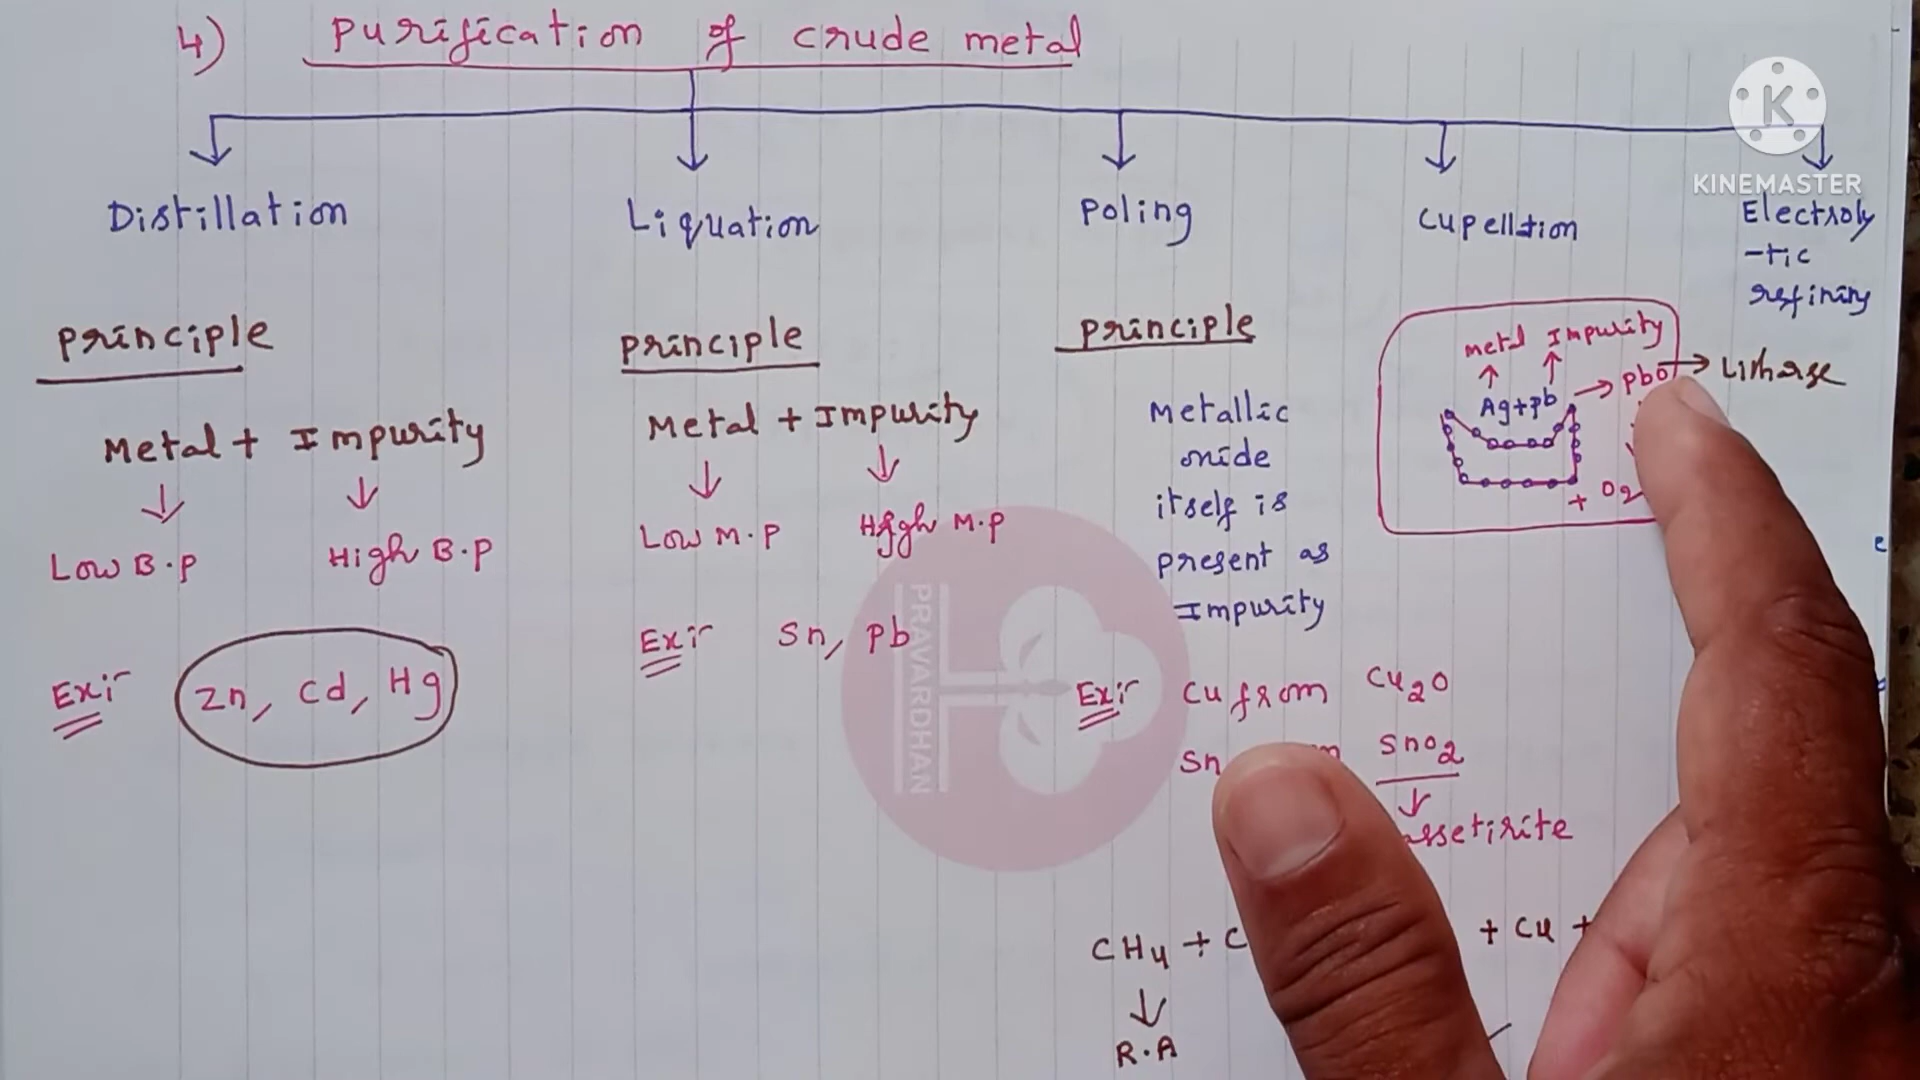 4) Purification of crude metal
KINEMASTER
Distillation
Liquation
Poling
Cupelltion
Electroly
-tic
refining
Principle
Metal + Impurity
Low B.P
High B.P
Ex:- Zn, Cd, Hg
Principle
Metal + Impurity
Low M.P
High M.P
Ex:- Sn, Pb
Principle
Metallic
oxide
itself is
present as
Impurity
Ex:- Cu from Cu2O
Sn SnO2
CH4 + C + Cu +
R.A
metal Impurity
Ag+Pb → PbO → Litharge
+ O2
PRAVARDHAN